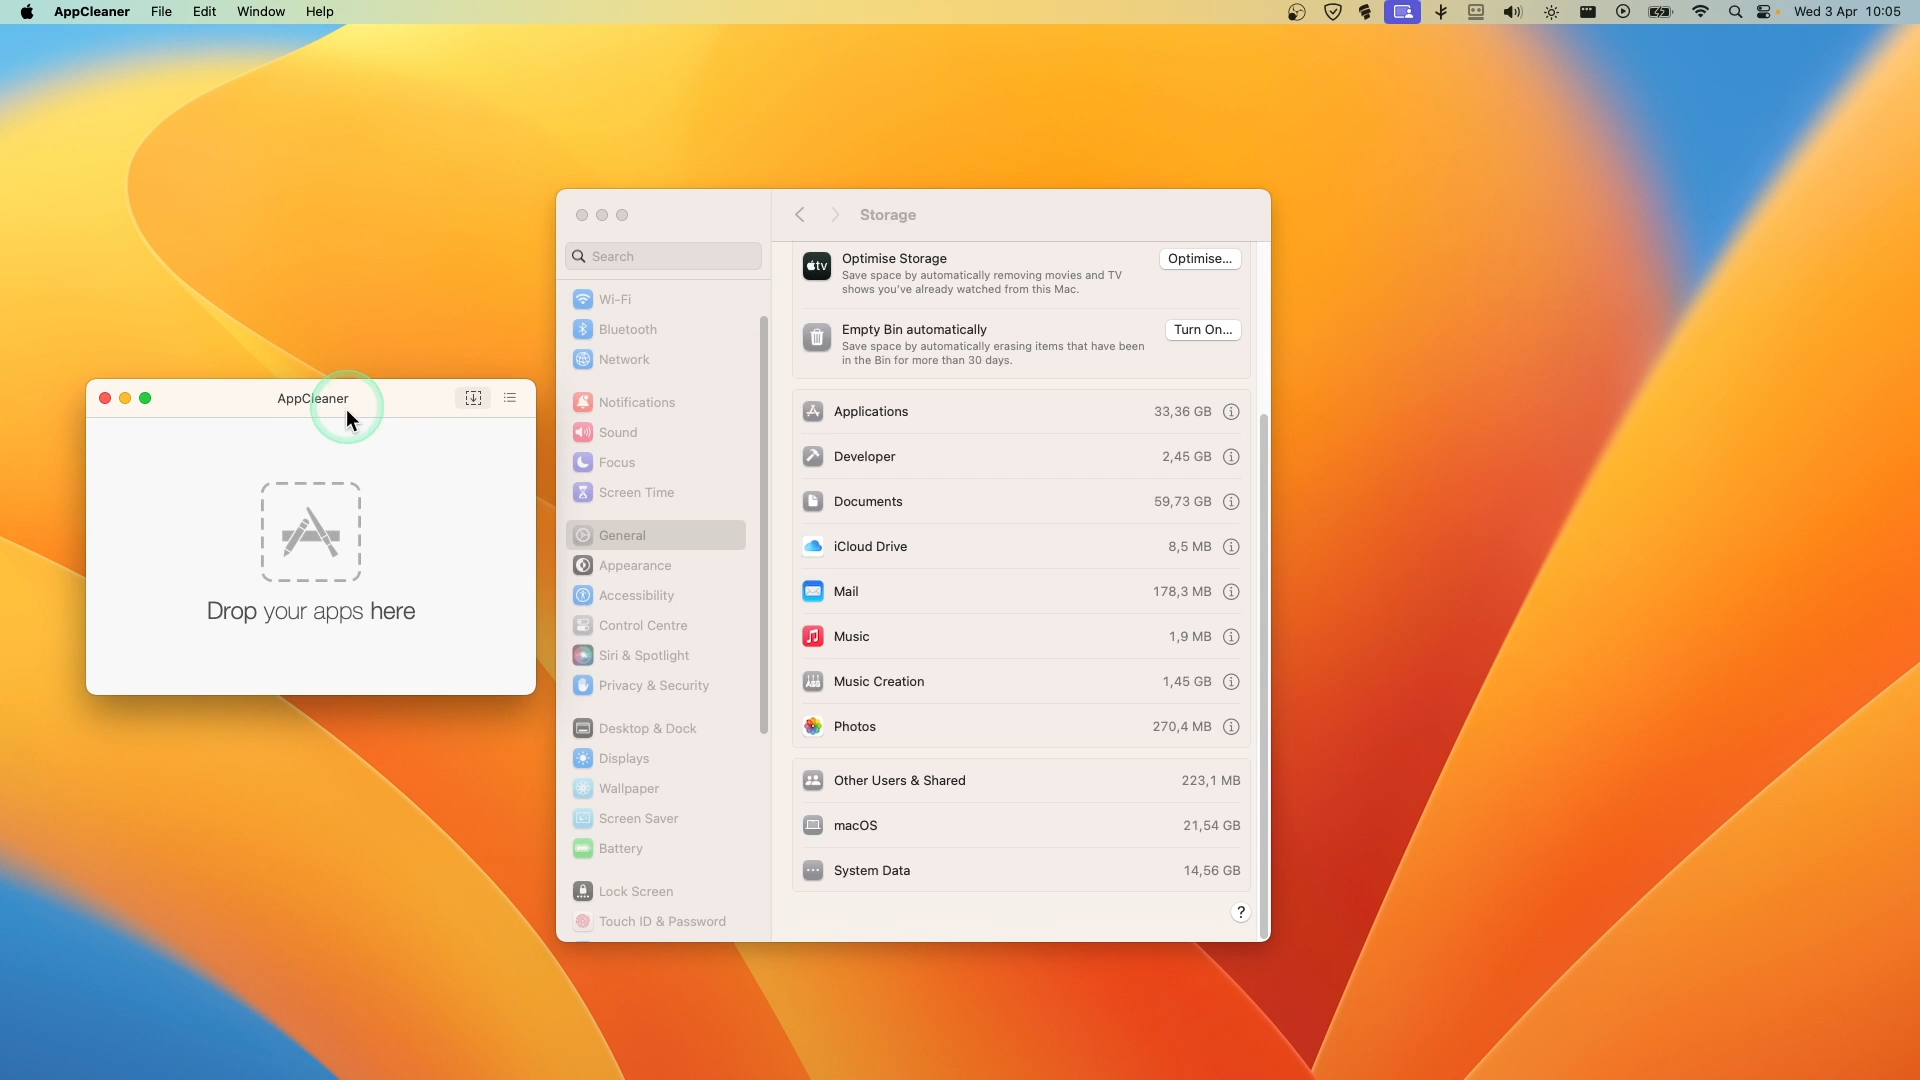 AppCleaner File Edit Window Help
Wed 3 Apr 10:05
AppCleaner
Drop your apps here
Search
Wi-Fi
Bluetooth
Network
Notifications
Sound
Focus
Screen Time
General
Appearance
Accessibility
Control Centre
Siri & Spotlight
Privacy & Security
Desktop & Dock
Displays
Wallpaper
Screen Saver
Battery
Lock Screen
Touch ID & Password
Storage
tv
Optimise Storage Optimise...
Save space by automatically removing movies and TV
shows you've already watched from this Mac.
Empty Bin automatically Turn On...
Save space by automatically erasing items that have been
in the Bin for more than 30 days.
Applications 33,36 GB
Developer 2,45 GB
Documents 59,73 GB
iCloud Drive 8,5 MB
Mail 178,3 MB
Music 1,9 MB
Music Creation 1,45 GB
Photos 270,4 MB
Other Users & Shared 223,1 MB
macOS 21,54 GB
System Data 14,56 GB
?